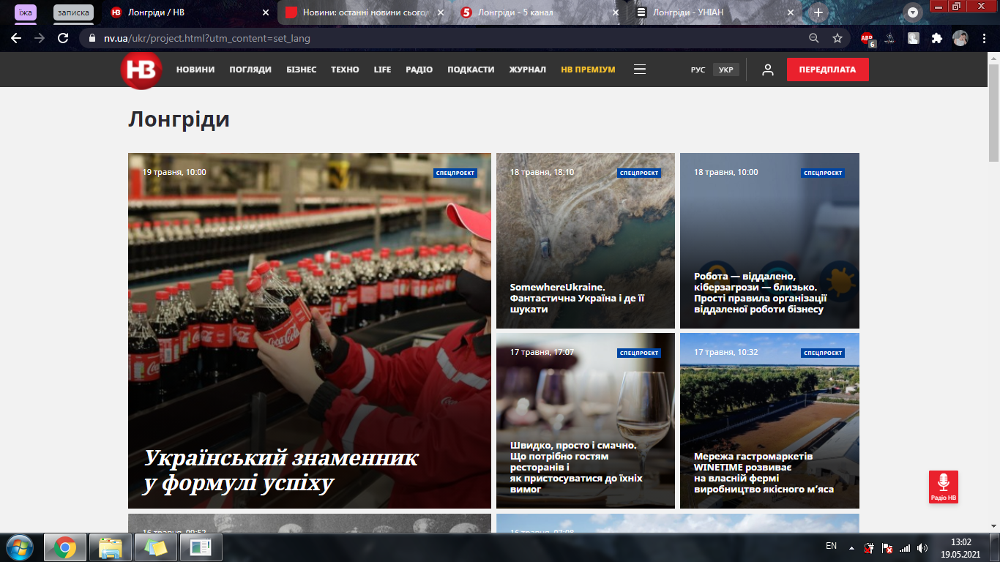 їжа
записка
Лонгріди / НВ
Новини: останні новини сьогод
Лонгріди - 5 канал
Лонгріди - УНІАН
nv.ua/ukr/project.html?utm_content=set_lang
ABP
6
НВ
НОВИНИ
ПОГЛЯДИ
БІЗНЕС
ТЕХНО
LIFE
РАДІО
ПОДКАСТИ
ЖУРНАЛ
НВ ПРЕМІУМ
РУС
УКР
ПЕРЕДПЛАТА
Лонгріди
19 травня, 10:00
СПЕЦПРОЕКТ
Coca-Cola
Український знаменник
у формулі успіху
18 травня, 18:10
СПЕЦПРОЕКТ
SomewhereUkraine.
Фантастична Україна і де її
шукати
18 травня, 10:00
СПЕЦПРОЕКТ
Робота — віддалено,
кіберзагрози — близько.
Прості правила організації
віддаленої роботи бізнесу
17 травня, 17:07
СПЕЦПРОЕКТ
Швидко, просто і смачно.
Що потрібно гостям
ресторанів і
як пристосуватися до їхніх
вимог
17 травня, 10:32
СПЕЦПРОЕКТ
Мережа гастромаркетів
WINETIME розвиває
на власній фермі
виробництво якісного м’яса
Радіо НВ
16 травня, 09:52
16 травня, 07:08
EN
13:02
19.05.2021